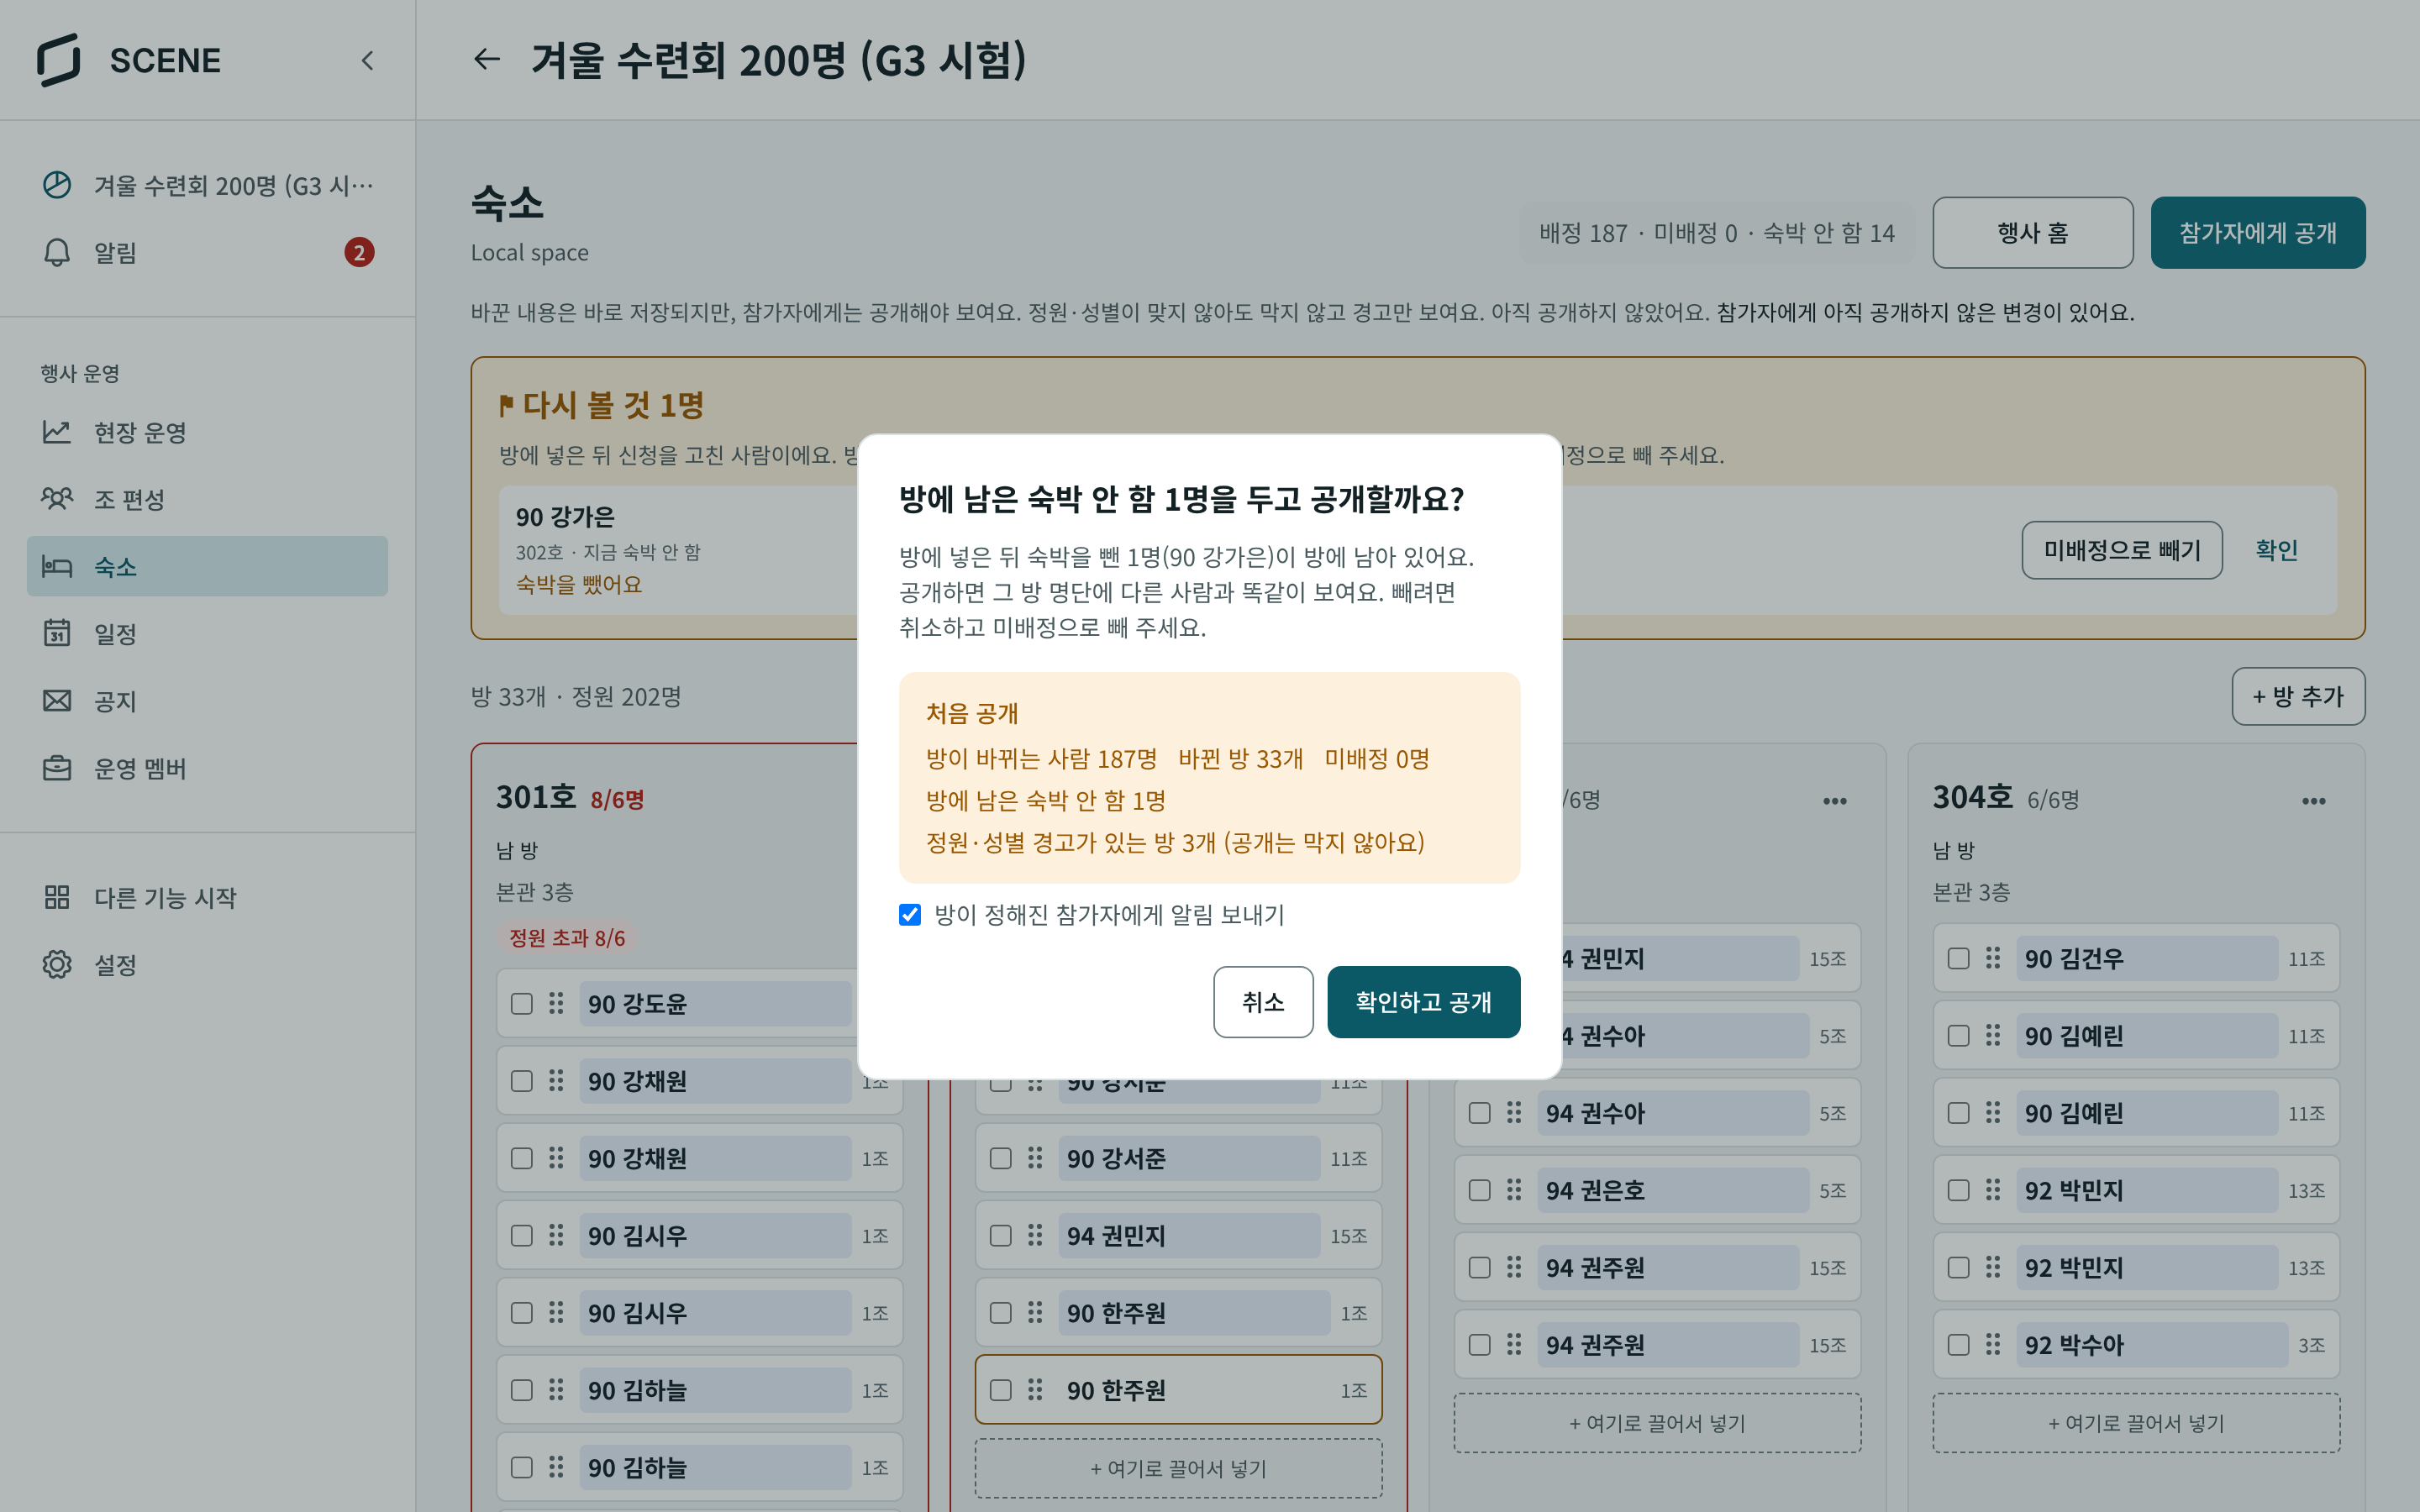 SCENE
겨울 수련회 200명 (G3 시험)
겨울 수련회 200명 (G3 시…
알림 2
행사 운영
현장 운영
조 편성
숙소
일정
공지
운영 멤버
다른 기능 시작
설정
숙소
Local space
배정 187 · 미배정 0 · 숙박 안 함 14
행사 홈
참가자에게 공개
바꾼 내용은 바로 저장되지만, 참가자에게는 공개해야 보여요. 정원·성별이 맞지 않아도 막지 않고 경고만 보여요. 아직 공개하지 않았어요. 참가자에게 아직 공개하지 않은 변경이 있어요.
다시 볼 것 1명
방에 넣은 뒤 신청을 고친 사람이에요.
정으로 빼 주세요.
90 강가은
302호 · 지금 숙박 안 함
숙박을 뺐어요
미배정으로 빼기
확인
방 33개 · 정원 202명
+ 방 추가
방에 남은 숙박 안 함 1명을 두고 공개할까요?
방에 넣은 뒤 숙박을 뺀 1명(90 강가은)이 방에 남아 있어요.
공개하면 그 방 명단에 다른 사람과 똑같이 보여요. 빼려면
취소하고 미배정으로 빼 주세요.
처음 공개
방이 바뀌는 사람 187명 바뀐 방 33개 미배정 0명
방에 남은 숙박 안 함 1명
정원·성별 경고가 있는 방 3개 (공개는 막지 않아요)
방이 정해진 참가자에게 알림 보내기
취소
확인하고 공개
301호 8/6명
남 방
본관 3층
정원 초과 8/6
90 강도윤
90 강채원 1조
90 강채원 1조
90 김시우 1조
90 김시우 1조
90 김하늘 1조
90 김하늘 1조
90 강서준 11조
90 강서준 11조
94 권민지 15조
90 한주원 1조
90 한주원 1조
+ 여기로 끌어서 넣기
/6명
4 권민지 15조
4 권수아 5조
94 권수아 5조
94 권은호 5조
94 권주원 15조
94 권주원 15조
+ 여기로 끌어서 넣기
304호 6/6명
남 방
본관 3층
90 김건우 11조
90 김예린 11조
90 김예린 11조
92 박민지 13조
92 박민지 13조
92 박수아 3조
+ 여기로 끌어서 넣기